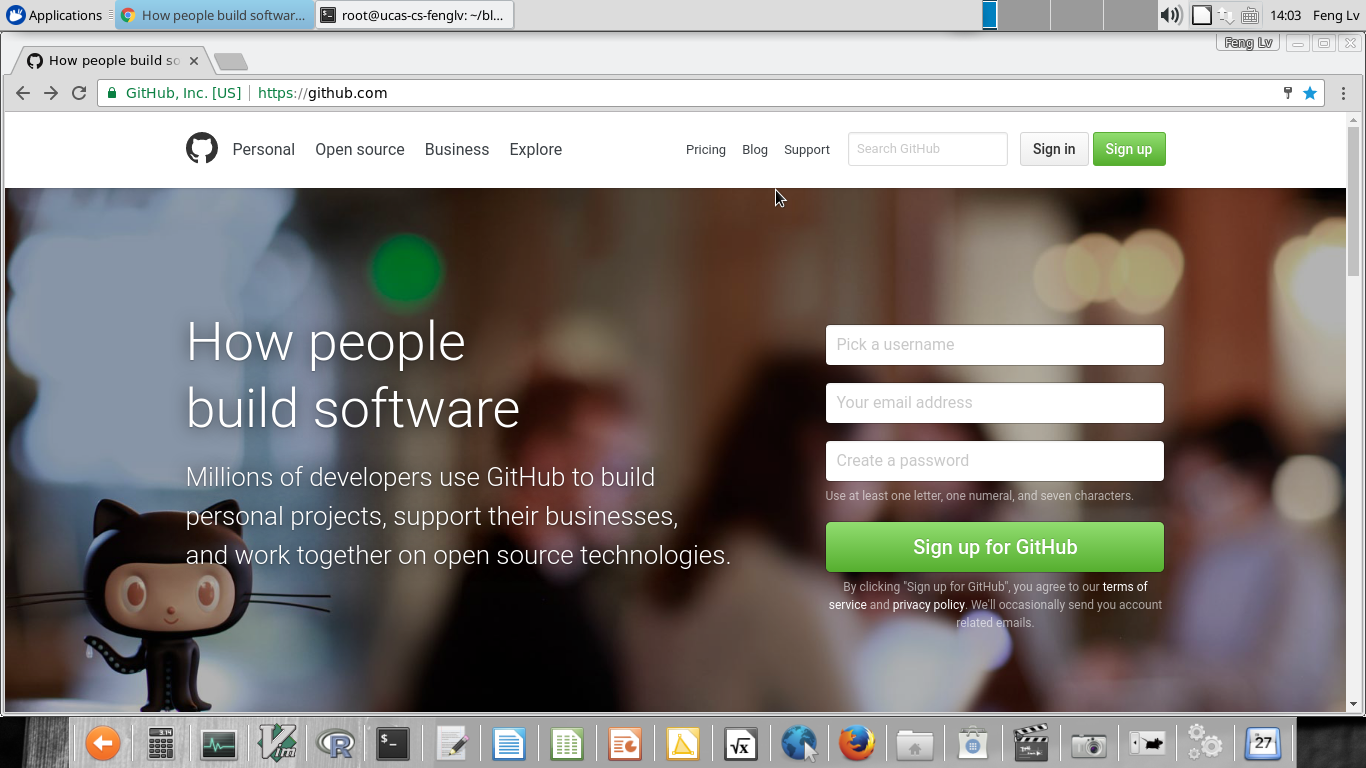 Applications
How people build softwar...
root@ucas-cs-fenglv: ~/bl...
14:03
Feng Lv
Feng Lv
How people build so
GitHub, Inc. [US]
https://github.com
Personal
Open source
Business
Explore
Pricing
Blog
Support
Search GitHub
Sign in
Sign up
How people
build software
Millions of developers use GitHub to build
personal projects, support their businesses,
and work together on open source technologies.
Pick a username
Your email address
Create a password
Use at least one letter, one numeral, and seven characters.
Sign up for GitHub
By clicking "Sign up for GitHub", you agree to our terms of
service and privacy policy. We'll occasionally send you account
related emails.
3.14
Vim
R
$_
√x
27